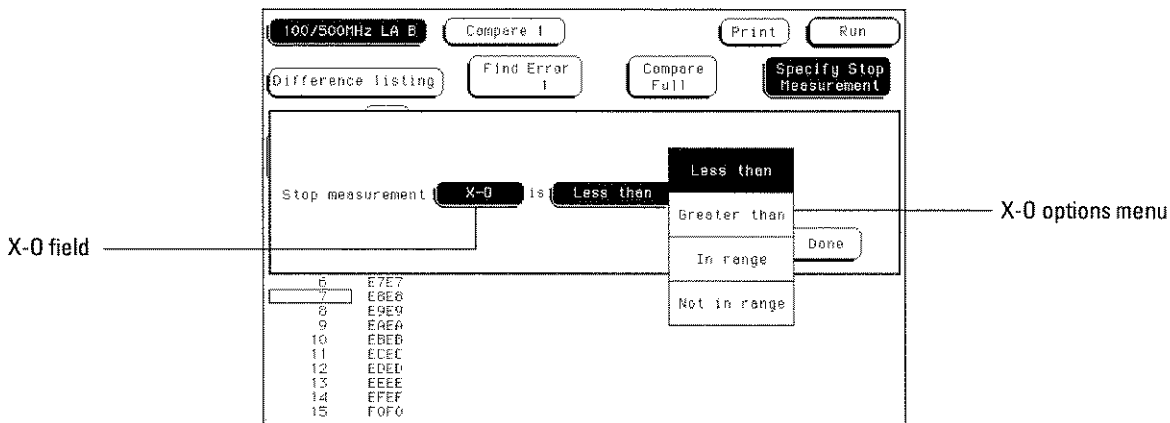 100/500MHz LA B Compare 1 Print Run
Difference listing Find Error 1 Compare Full Specify Stop Measurement
Less than
Stop measurement X-O is Less than
Greater than
X-O options menu
X-O field
Done
In range
Not in range
6 E7E7
7 E8E8
8 E9E9
9 EAEA
10 EBEB
11 ECEC
12 EDED
13 EEEE
14 EFEF
15 F0F0